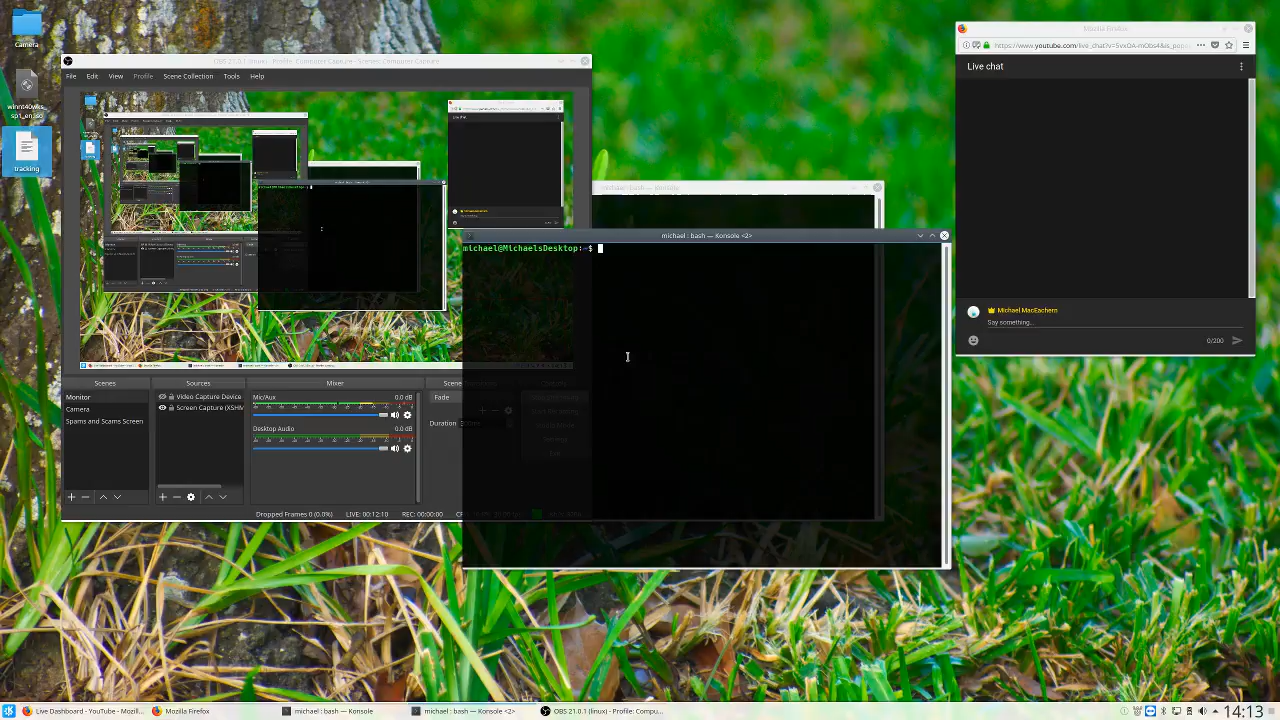 Camera
winnt40wks_
sp1_en.iso
tracking
OBS 21.0.1 (linux) - Profile: Computer Capture - Scenes: Computer Capture
File Edit View Profile Scene Collection Tools Help
Scenes
Monitor
Camera
Spams and Scams Screen
Sources
Video Capture Device
Screen Capture (XSHM
Mixer
Mic/Aux
0.0 dB
Desktop Audio
0.0 dB
Fade
Duration
Dropped Frames 0 (0.0%) LIVE: 00:12:10 REC: 00:00:00
michael : bash — Konsole <2>
michael@MichaelsDesktop:~$
Mozilla Firefox
Live chat
Michael MacEachern
Say something...
0/200
Live Dashboard - YouTube - Mozill...
Mozilla Firefox
michael : bash — Konsole
michael : bash — Konsole <2>
OBS 21.0.1 (linux) - Profile: Compu...
14:13